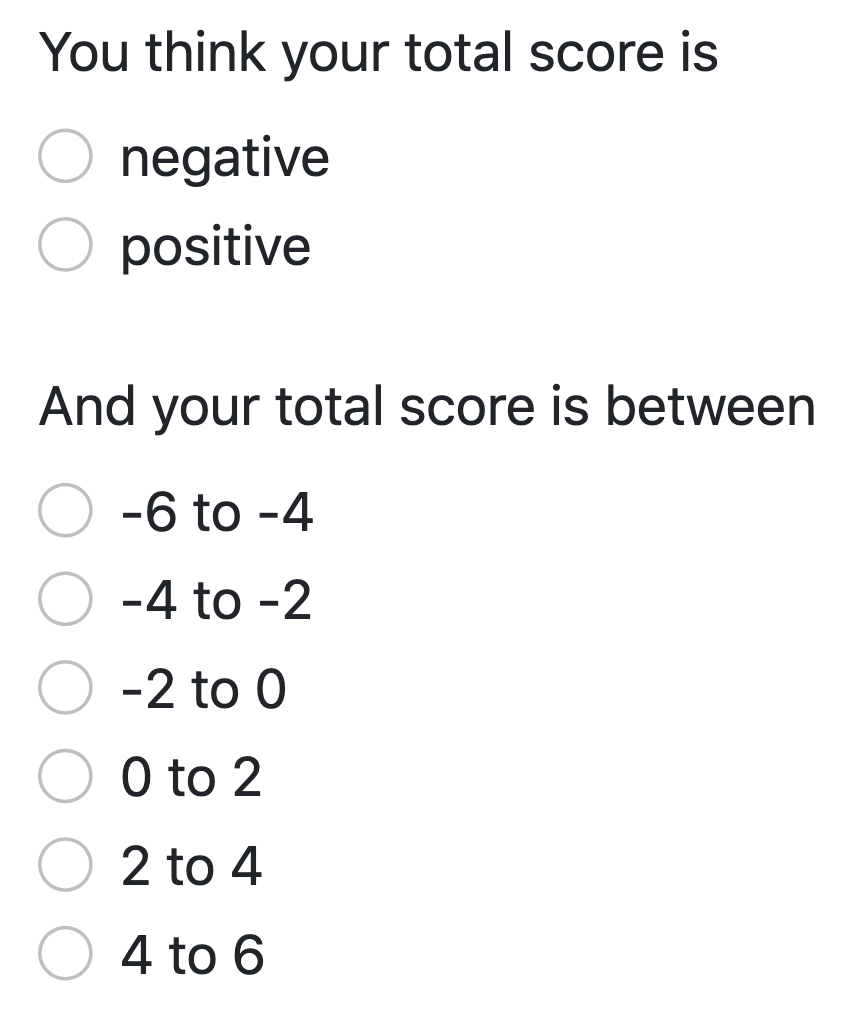 You think your total score is
negative
positive
And your total score is between
-6 to -4
-4 to -2
-2 to 0
0 to 2
2 to 4
4 to 6